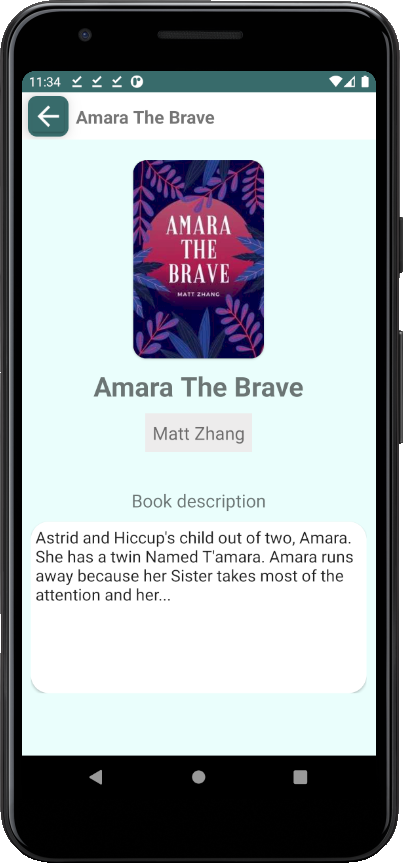 11:34
Amara The Brave
AMARA
THE
BRAVE
MATT ZHANG
Amara The Brave
Matt Zhang
Book description
Astrid and Hiccup's child out of two, Amara.
She has a twin Named T'amara. Amara runs
away because her Sister takes most of the
attention and her...